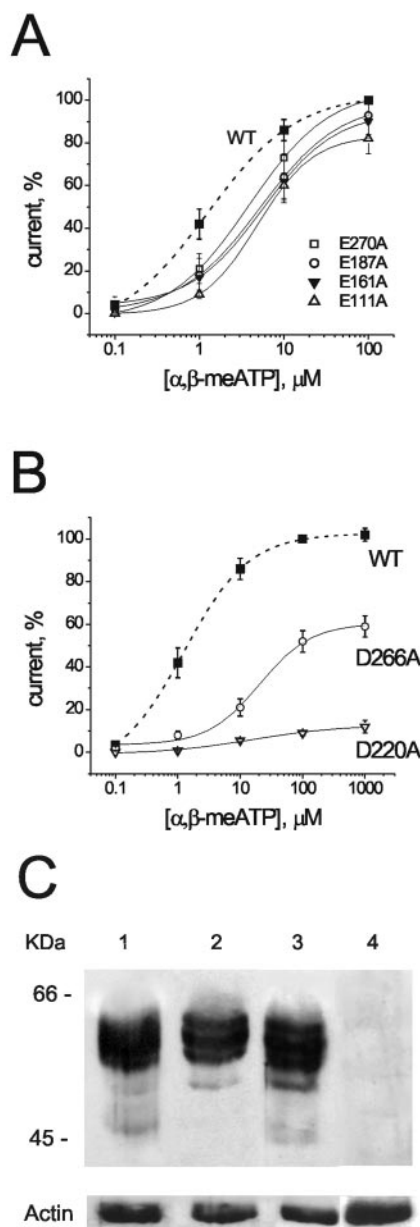 A
100
80
60
40
20
0
current, %
WT
E270A
E187A
E161A
E111A
0.1 1 10 100
[α,β-meATP], μM
B
100
80
60
40
20
0
current, %
WT
D266A
D220A
0.1 1 10 100 1000
[α,β-meATP], μM
C
KDa 1 2 3 4
66 -
45 -
Actin